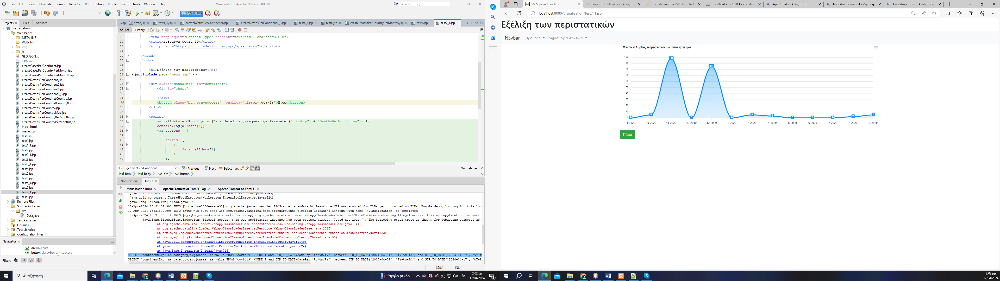 File Edit View Navigate Source Refactor Run Debug Profile Team Tools Window Help
Visualization - Apache NetBeans IDE 18
Search (Ctrl+I)
Projects Files Services
Visualization
Web Pages
META-INF
WEB-INF
img
js
GEOJSON.js
c19.csv
createCasesPerContinent.jsp
createCasesPerCountryPerMonth.jsp
createCasesPerCountryPerMonth0.jsp
createDeathsPerContinent.jsp
createDeathsPerContinent0.jsp
createDeathsPerContinent1.jsp
createDeathsPerContinent1_0.jsp
createDeathsPerContinetCountry.jsp
createDeathsPerContinetCountry0.jsp
createDeathsPerCountry.jsp
createDeathsPerCountryMap.jsp
createDeathsPerCountryPerMonth.jsp
createDeathsPerCountryPerMonth0.jsp
index.html
menu.jsp
test.jsp
test1.jsp
test1_1.jsp
test2.jsp
test2_1.jsp
test3.jsp
test3_1.jsp
test4.jsp
test5.jsp
test6.jsp
test6_1.jsp
test7.jsp
test7_1.jsp
test8.jsp
Remote Files
Source Packages
dta
Data.java
Test Packages
Libraries
Test Libraries
Configuration Files
Navigator
div id=chart
button class=btn btn-success
Filters:
...sp test2.jsp test1_1.jsp createDeathsPerContinent1.jsp createDeathsPerContinent1_0.jsp test6_1.jsp test6.jsp createDeathsPerCountryPerMonth0.jsp test7.jsp test7_1.jsp
Source History
18 <meta http-equiv="Content-Type" content="text/html; charset=UTF-8">
19 <title>Δεδομένα Covid-19</title>
20 <script src="https://cdn.jsdelivr.net/npm/apexcharts"></script>
21
22 </head>
23 <body>
24
25 <h1>Εξέλιξη των περιστατικών</h1>
26 <jsp:include page="menu.jsp" />
27
28 <div class="container" id="container">
29 <div id="chart">
30
31 </div>
<button class="btn btn-success" onclick="history.go(-1)">Πίσω</button>
33 </div>
34
35 <script>
36 var alldata = <% out.print(Data.dataString(request.getParameter("country") + "DeathsPerMonth.csv"));%>;
37 console.log(alldata[1]);
38 var options = {
39
40 series: [
41 {
42 data: alldata[1]
43 }
44 ],
Find: getEventsByContinent Previous Next Select No matches
html body div button
Notifications Output
Visualization (run) Apache Tomcat or TomEE Log Apache Tomcat or TomEE
java.util.concurrent.ThreadPoolExecutor.runWorker(ThreadPoolExecutor.java:1149)
java.util.concurrent.ThreadPoolExecutor$Worker.run(ThreadPoolExecutor.java:624)
java.lang.Thread.run(Thread.java:748)
17-Apr-2024 13:31:02.990 INFO [http-nio-8080-exec-38] org.apache.jasper.servlet.TldScanner.scanJars At least one JAR was scanned for TLDs yet contained no TLDs. Enable debug logging for this log
17-Apr-2024 13:31:02.998 INFO [http-nio-8080-exec-38] org.apache.catalina.core.StandardContext.reload Reloading Context with name [/Visualization] is completed
17-Apr-2024 13:31:03.112 INFO [mysql-cj-abandoned-connection-cleanup] org.apache.catalina.loader.WebappClassLoaderBase.checkStateForResourceLoading Illegal access: this web application instance
java.lang.IllegalStateException: Illegal access: this web application instance has been stopped already. Could not load []. The following stack trace is thrown for debugging purposes as
at org.apache.catalina.loader.WebappClassLoaderBase.checkStateForResourceLoading(WebappClassLoaderBase.java:1440)
at org.apache.catalina.loader.WebappClassLoaderBase.getResource(WebappClassLoaderBase.java:1065)
at com.mysql.cj.jdbc.AbandonedConnectionCleanupThread.checkThreadContextClassLoader(AbandonedConnectionCleanupThread.java:123)
at com.mysql.cj.jdbc.AbandonedConnectionCleanupThread.run(AbandonedConnectionCleanupThread.java:90)
at java.util.concurrent.ThreadPoolExecutor.runWorker(ThreadPoolExecutor.java:1149)
at java.util.concurrent.ThreadPoolExecutor$Worker.run(ThreadPoolExecutor.java:624)
at java.lang.Thread.run(Thread.java:748)
SELECT `continentExp` as category,avg(cases) as value FROM `covid19` WHERE 1 and STR_TO_DATE(dateRep,'%d/%m/%Y') between STR_TO_DATE('2024-04-01', '%Y-%m-%d') and STR_TO_DATE('2024-04-17', '%Y-%
SELECT `continentExp` as category,avg(cases) as value FROM `covid19` WHERE 1 and STR_TO_DATE(dateRep,'%d/%m/%Y') between STR_TO_DATE('2000-04-01', '%Y-%m-%d') and STR_TO_DATE('2024-04-17', '%Y-%
32:84 INS
Αναζήτηση
Υψηλό ρεκόρ
ΕΛ
2:02 μμ
17/04/2024
2
Δεδομένα Covid-19
import jsp file in jsp - Αναζήτη
Include another JSP file - Stack
localhost / 127.0.0.1 / visualize
ApexCharts - Αναζήτηση
bootstrap forms - Αναζήτηση
bootstrap forms - Αναζήτηση
localhost:8080/Visualization/test7_1.jsp
Εξέλιξη των περιστατικών
Navbar Προβολή Δημιουργία Αρχείων
Μέσο πλήθος περιστατικών ανά ήπειρο
100
90
80
70
60
50
40
30
20
10
0
0 5 98 0 85 0 5 3 0 0 0 2 5
1-2020 10-2020 11-2020 12-2019 12-2020 2-2020 3-2020 4-2020 5-2020 6-2020 7-2020 8-2020 9-2020
Πίσω
2:02 μμ
17/04/2024